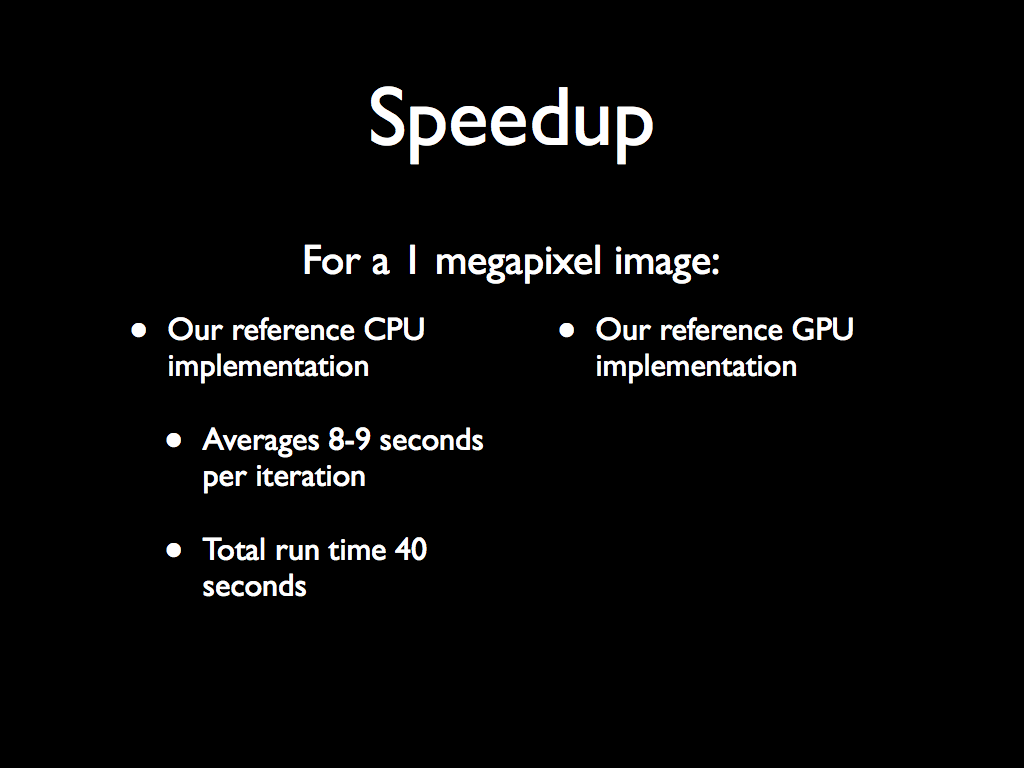 Speedup
For a 1 megapixel image:
• Our reference CPU
implementation
• Averages 8-9 seconds
per iteration
• Total run time 40
seconds
• Our reference GPU
implementation